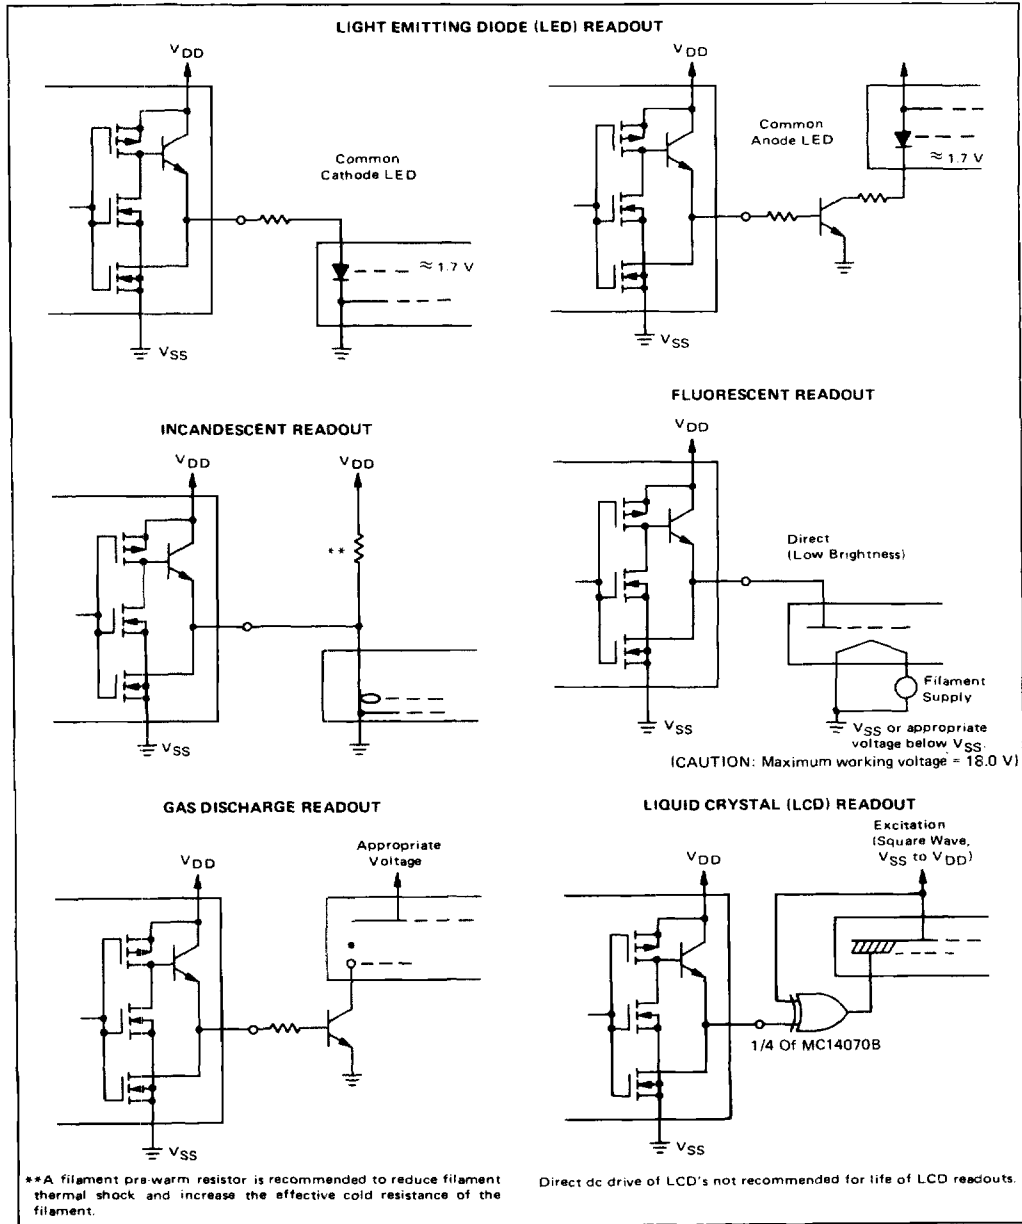 LIGHT EMITTING DIODE (LED) READOUT
VDD
Common
Cathode LED
≈ 1.7 V
VSS
VDD
Common
Anode LED
≈ 1.7 V
VSS
INCANDESCENT READOUT
VDD
VDD
**
VSS
FLUORESCENT READOUT
VDD
Direct
(Low Brightness)
Filament
Supply
VSS
VSS or appropriate
voltage below VSS.
(CAUTION: Maximum working voltage = 18.0 V)
GAS DISCHARGE READOUT
VDD
Appropriate
Voltage
VSS
LIQUID CRYSTAL (LCD) READOUT
Excitation
(Square Wave,
VSS to VDD)
VDD
1/4 Of MC14070B
VSS
**A filament pre-warm resistor is recommended to reduce filament
thermal shock and increase the effective cold resistance of the
filament.
Direct dc drive of LCD's not recommended for life of LCD readouts.